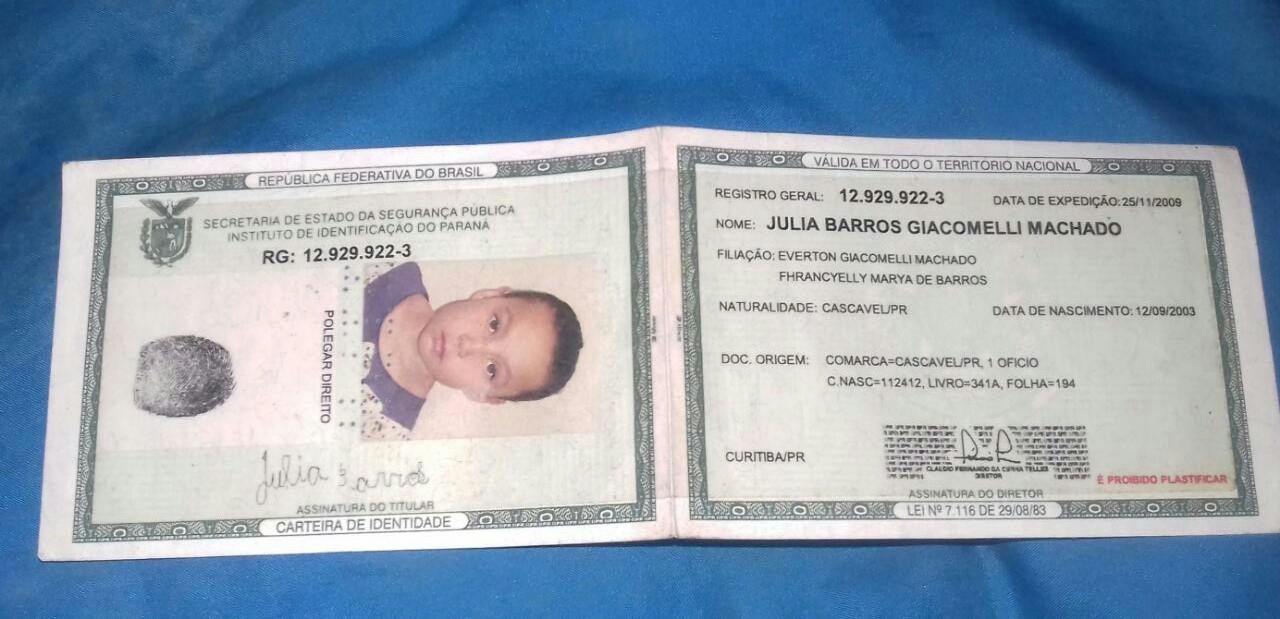 REPÚBLICA FEDERATIVA DO BRASIL
SECRETARIA DE ESTADO DA SEGURANÇA PÚBLICA
INSTITUTO DE IDENTIFICAÇÃO DO PARANÁ
RG: 12.929.922-3
POLEGAR DIREITO
Julia Barros
ASSINATURA DO TITULAR
CARTEIRA DE IDENTIDADE
VÁLIDA EM TODO O TERRITÓRIO NACIONAL
REGISTRO GERAL: 12.929.922-3 DATA DE EXPEDIÇÃO: 25/11/2009
NOME: JULIA BARROS GIACOMELLI MACHADO
FILIAÇÃO: EVERTON GIACOMELLI MACHADO
FHRANCYELLY MARYA DE BARROS
NATURALIDADE: CASCAVEL/PR DATA DE NASCIMENTO: 12/09/2003
DOC. ORIGEM: COMARCA=CASCAVEL/PR, 1 OFICIO
C.NASC=112412, LIVRO=341A, FOLHA=194
CURITIBA/PR
CLAUDIO FERNANDO DA CUNHA TELLES
DIRETOR
É PROIBIDO PLASTIFICAR
ASSINATURA DO DIRETOR
LEI Nº 7.116 DE 29/08/83